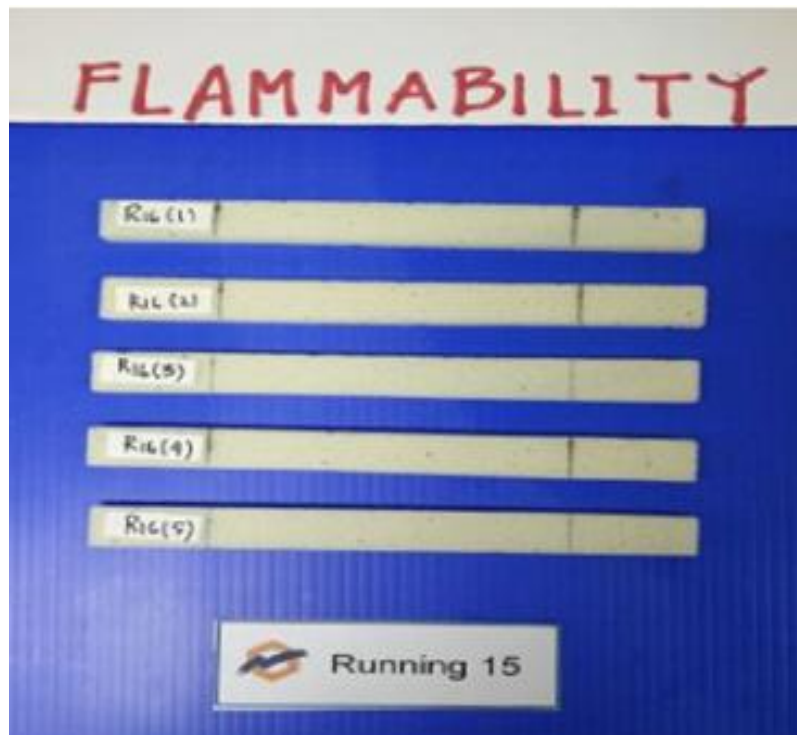 FLAMMABILITY
R16(1)
R16(2)
R16(3)
R16(4)
R16(5)
Running 15